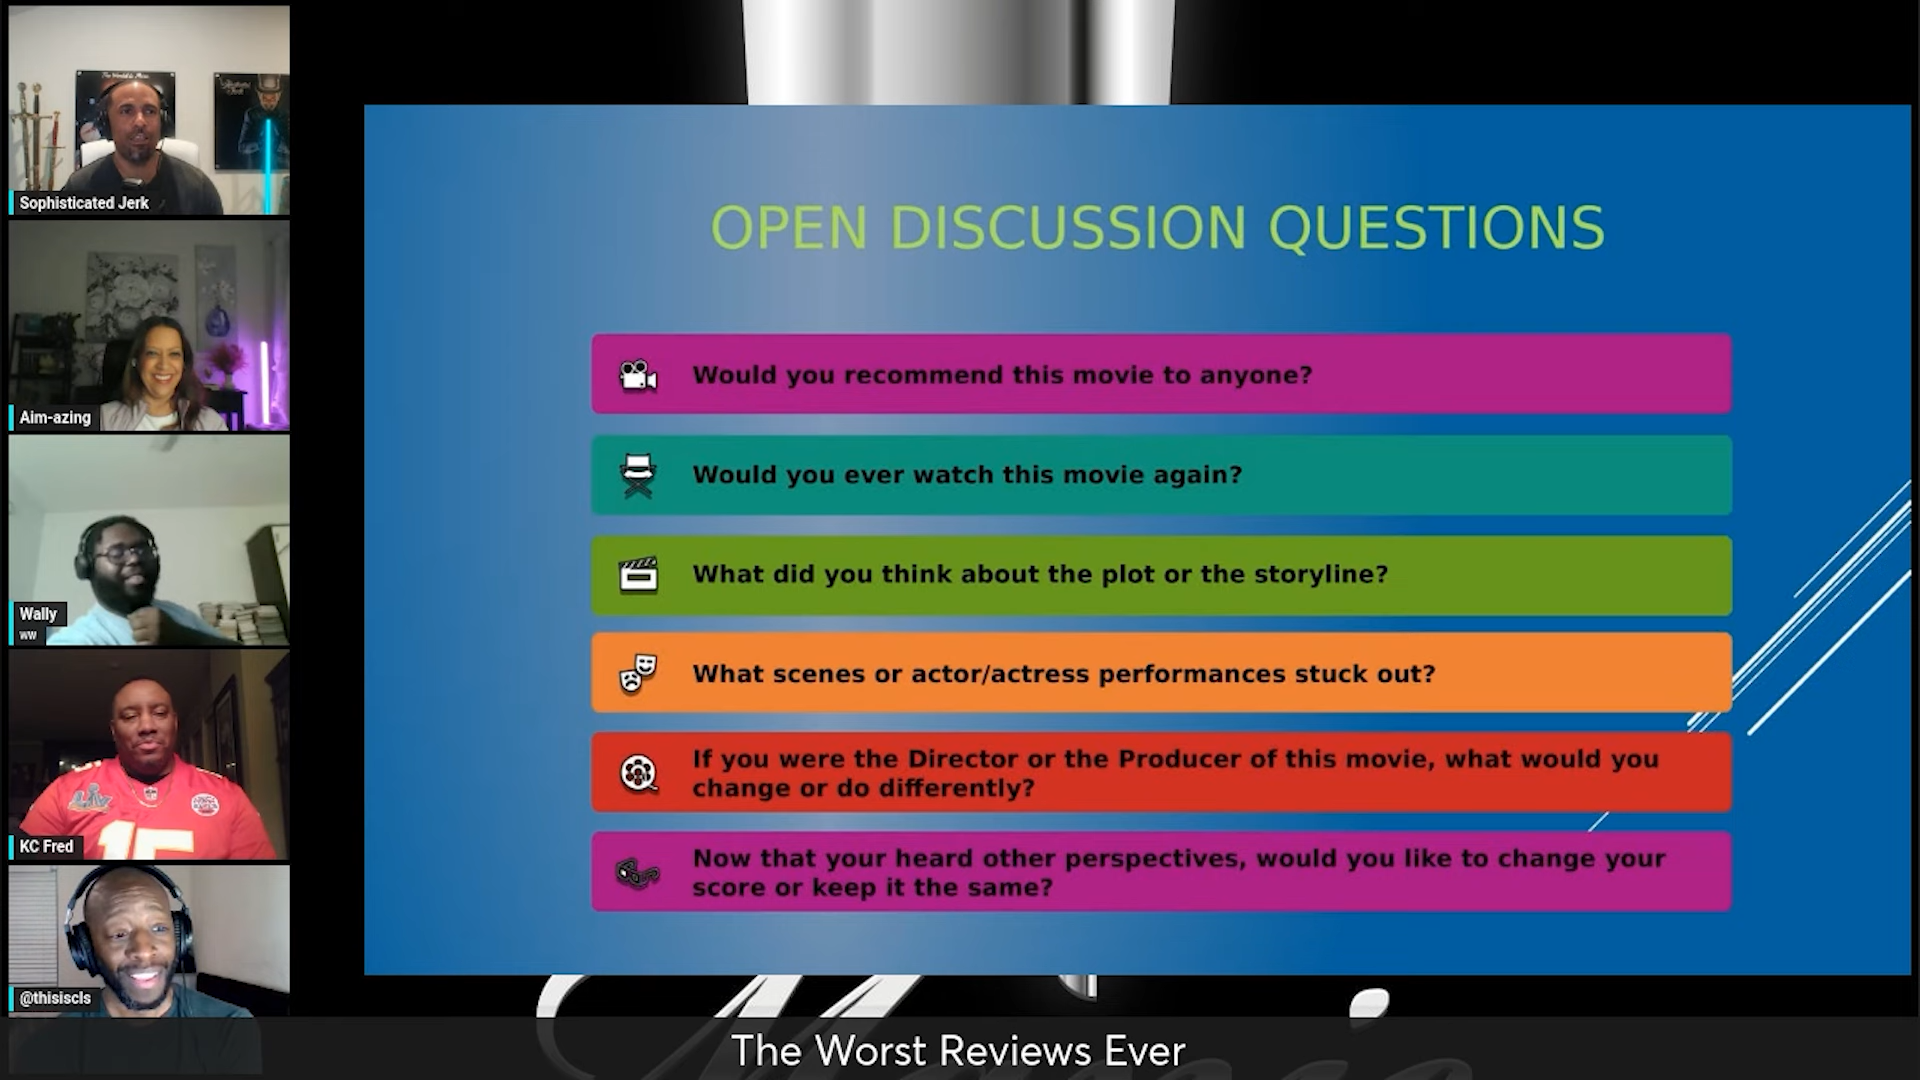 Sophisticated Jerk
Aim-azing
Wally
ww
KC Fred
@thisiscls
OPEN DISCUSSION QUESTIONS
Would you recommend this movie to anyone?
Would you ever watch this movie again?
What did you think about the plot or the storyline?
What scenes or actor/actress performances stuck out?
If you were the Director or the Producer of this movie, what would you
change or do differently?
Now that your heard other perspectives, would you like to change your
score or keep it the same?
The Worst Reviews Ever
LIV
15